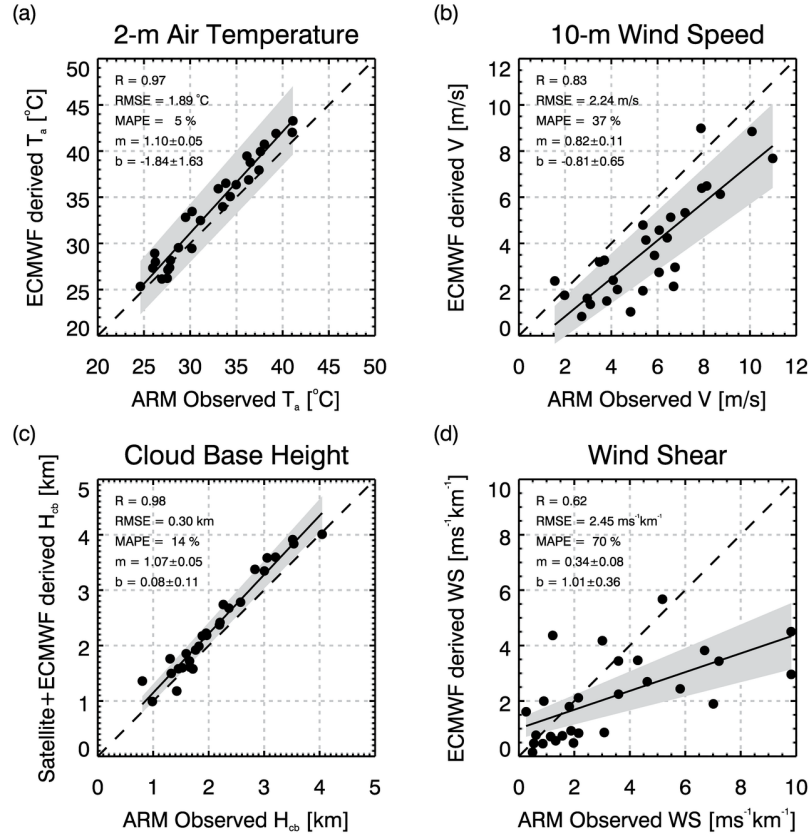 (a)
2-m Air Temperature
R = 0.97
RMSE = 1.89 °C
MAPE = 5 %
m = 1.10±0.05
b = -1.84±1.63
ECMWF derived Ta [°C]
50
40
30
25
20
20 25 30 35 40 45 50
ARM Observed Ta [°C]
(b)
10-m Wind Speed
R = 0.83
RMSE = 2.24 m/s
MAPE = 37 %
m = 0.82±0.11
b = -0.81±0.65
ECMWF derived V [m/s]
10
8
6
4
2
0
0 2 4 6 8 10 12
ARM Observed V [m/s]
(c)
Cloud Base Height
R = 0.98
RMSE = 0.30 km
MAPE = 14 %
m = 1.07±0.05
b = 0.08±0.11
Satellite+ECMWF derived Hcb [km]
5
4
2
1
0
0 1 2 3 4 5
ARM Observed Hcb [km]
(d)
Wind Shear
R = 0.62
RMSE = 2.45 ms-1km-1
MAPE = 70 %
m = 0.34±0.08
b = 1.01±0.36
ECMWF derived WS [ms-1km-1]
10
8
6
4
2
0
0 2 4 6 8 10
ARM Observed WS [ms-1km-1]